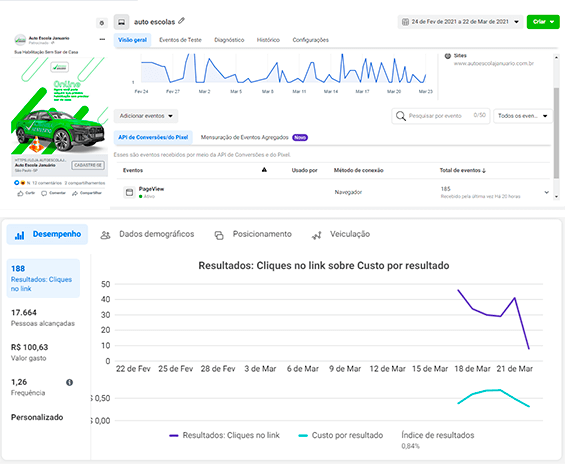 auto escolas
24 de Fev de 2021 a 22 de Mar de 2021
Criar
Visão geral
Eventos de Teste
Diagnóstico
Histórico
Configurações
Auto Escola Januário
Patrocinado
Sua Habilitação Sem Sair de Casa
Online
CADASTRE-SE
Auto Escola Januário
São Paulo, SP
13 comentários 3 compartilhamentos
Curtir
Comentar
Compartilhar
1
0
Fev 24
Fev 27
Mar 02
Mar 05
Mar 08
Mar 11
Mar 14
Mar 17
Mar 20
Mar 23
Sites
www.autoescolajanuario.com.br
Adicionar eventos
Pesquisar por evento
0/50
Todos os even...
API de Conversões/do Pixel
Mensuração de Eventos Agregados
Novo
Esses são eventos recebidos por meio da API de Conversões e do Pixel.
Eventos
Usado por
Método de conexão
Total de eventos
PageView
Ativo
Navegador
185
Recebido pela última vez Há 20 horas
Desempenho
Dados demográficos
Posicionamento
Veiculação
188
Resultados: Cliques
no link
17.664
Pessoas alcançadas
R$ 100,63
Valor gasto
1,26
Frequência
Personalizado
Resultados: Cliques no link sobre Custo por resultado
50
40
30
20
10
0
22 de Fev
25 de Fev
28 de Fev
3 de Mar
6 de Mar
9 de Mar
12 de Mar
15 de Mar
18 de Mar
21 de Mar
$ 0,50
$ 0,00
Resultados: Cliques no link
Custo por resultado
Índice de resultados
0,84%